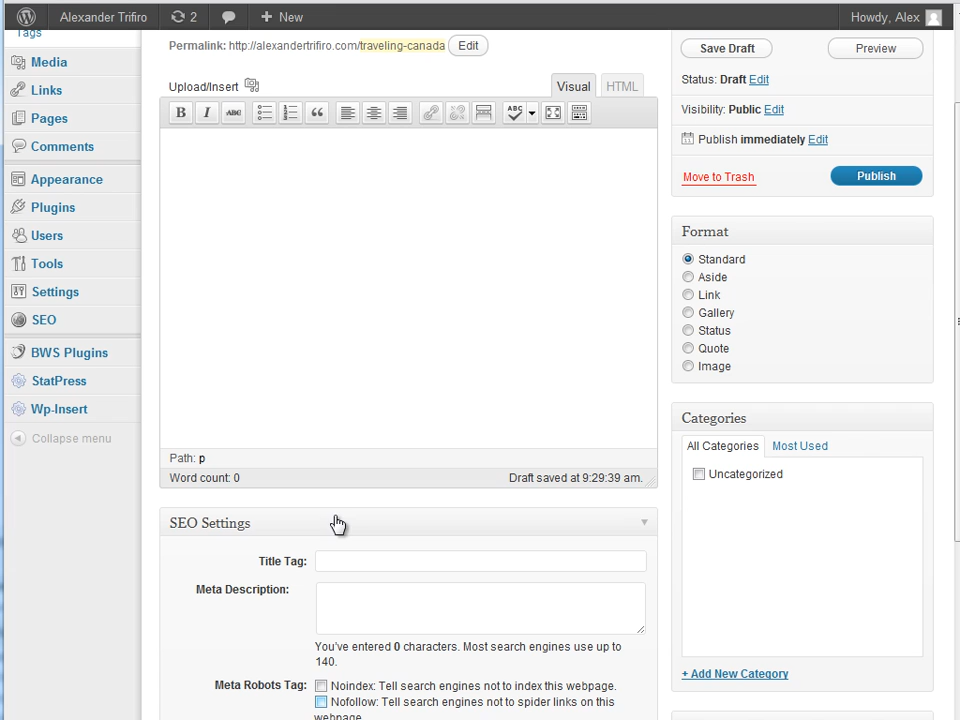 Alexander Trifiro 2 + New Howdy, Alex
Tags
Media
Links
Pages
Comments
Appearance
Plugins
Users
Tools
Settings
SEO
BWS Plugins
StatPress
Wp-Insert
Collapse menu
Permalink: http://alexandertrifiro.com/traveling-canada Edit
Upload/Insert
Visual HTML
B I ABC
ABC
Path: p
Word count: 0 Draft saved at 9:29:39 am.
SEO Settings
Title Tag:
Meta Description:
You've entered 0 characters. Most search engines use up to
140.
Meta Robots Tag: Noindex: Tell search engines not to index this webpage.
Nofollow: Tell search engines not to spider links on this
webpage.
Save Draft Preview
Status: Draft Edit
Visibility: Public Edit
Publish immediately Edit
Move to Trash Publish
Format
Standard
Aside
Link
Gallery
Status
Quote
Image
Categories
All Categories Most Used
Uncategorized
+ Add New Category